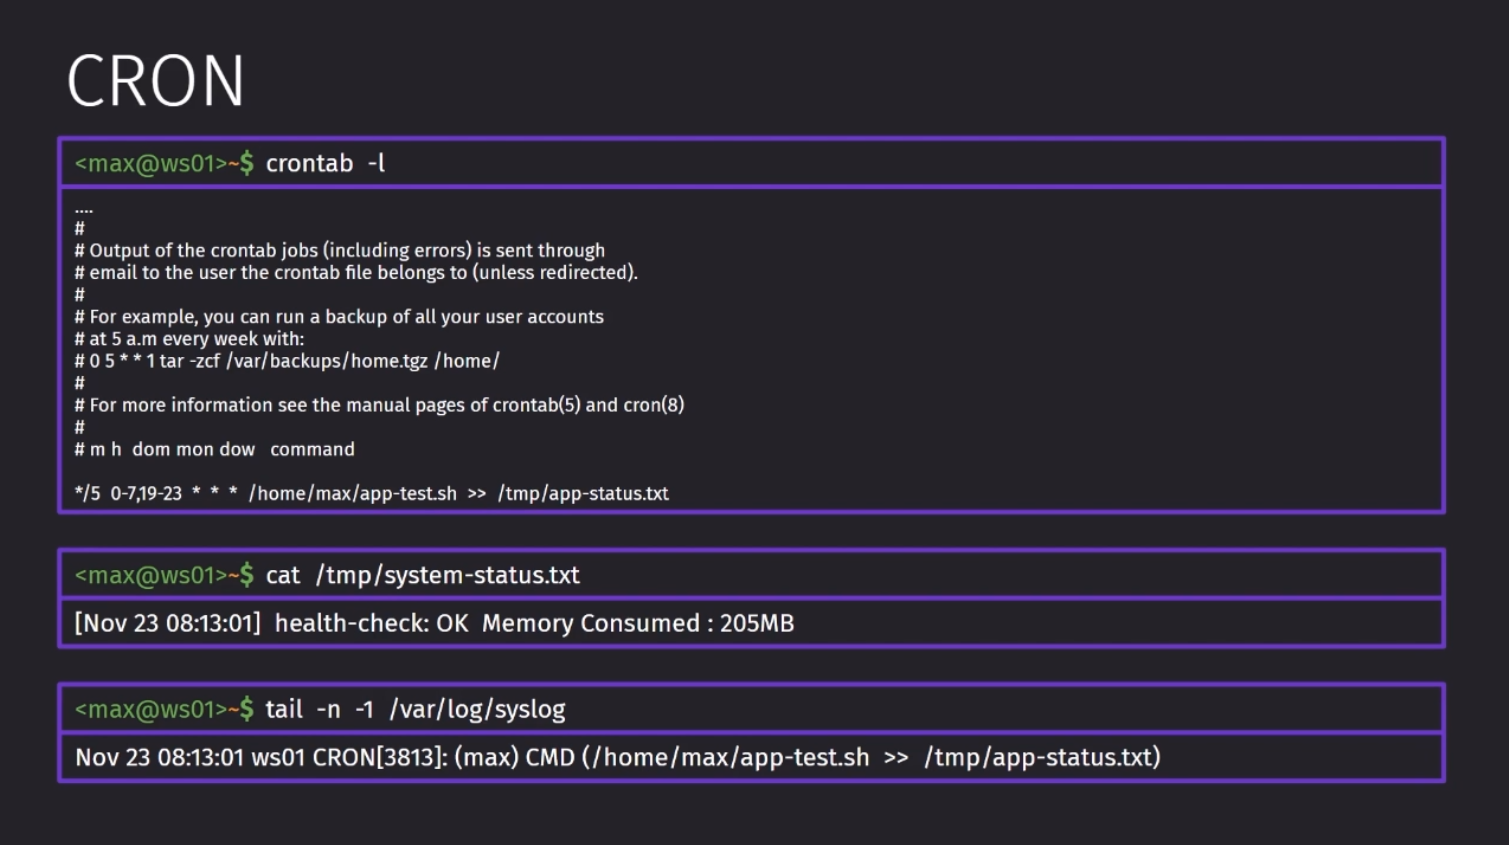 CRON
<max@ws01>~$ crontab -l
....
#
# Output of the crontab jobs (including errors) is sent through
# email to the user the crontab file belongs to (unless redirected).
#
# For example, you can run a backup of all your user accounts
# at 5 a.m every week with:
# 0 5 * * 1 tar -zcf /var/backups/home.tgz /home/
#
# For more information see the manual pages of crontab(5) and cron(8)
#
# m h dom mon dow command
*/5 0-7,19-23 * * * /home/max/app-test.sh >> /tmp/app-status.txt
<max@ws01>~$ cat /tmp/system-status.txt
[Nov 23 08:13:01] health-check: OK Memory Consumed : 205MB
<max@ws01>~$ tail -n -1 /var/log/syslog
Nov 23 08:13:01 ws01 CRON[3813]: (max) CMD (/home/max/app-test.sh >> /tmp/app-status.txt)